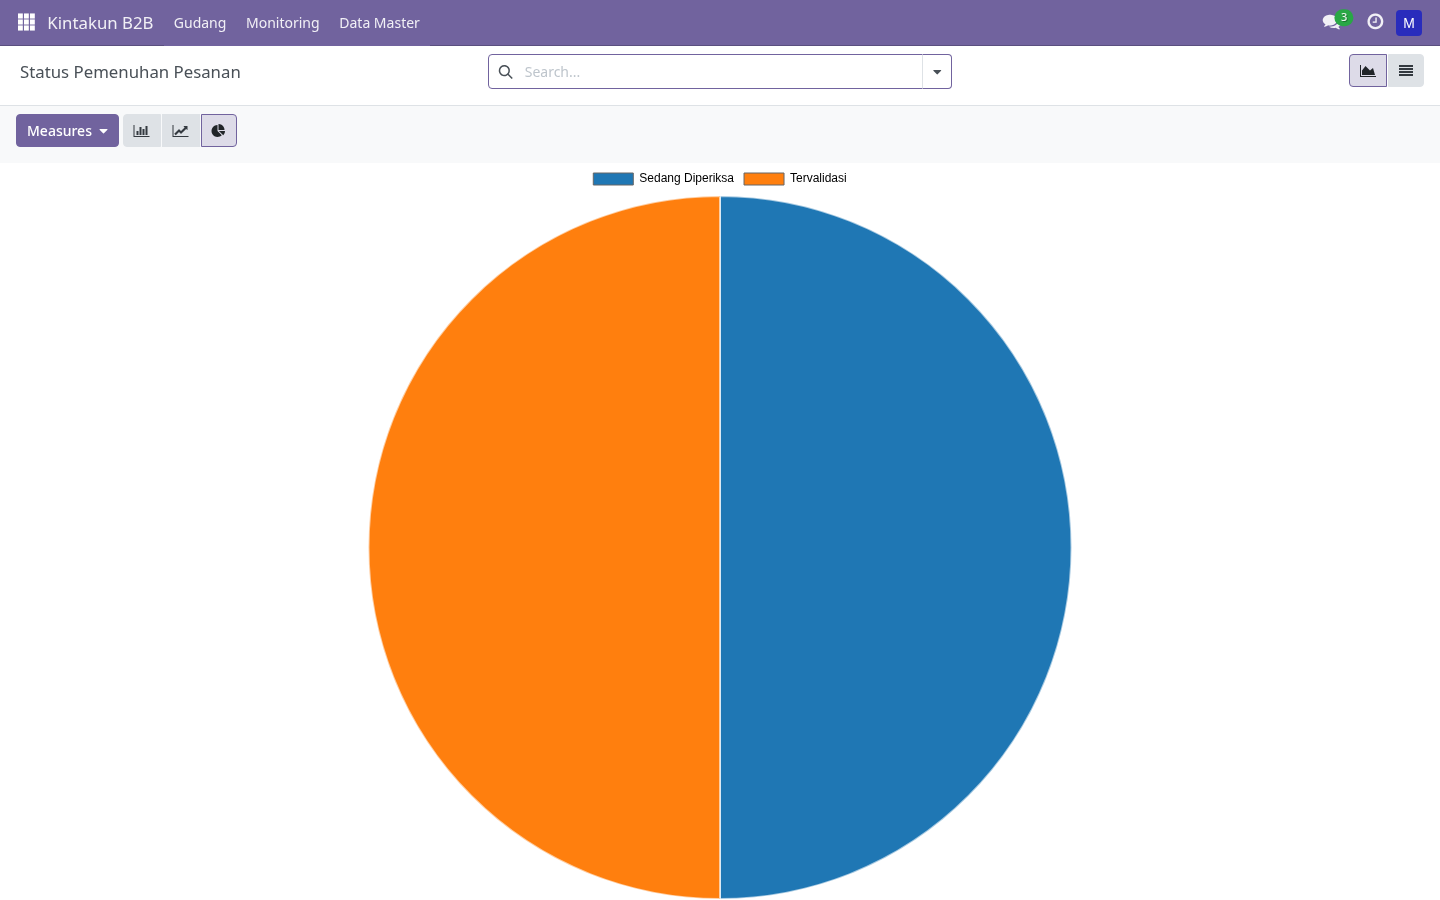 Kintakun B2B Gudang Monitoring Data Master 3 M
Status Pemenuhan Pesanan Search...
Measures
Sedang Diperiksa Tervalidasi